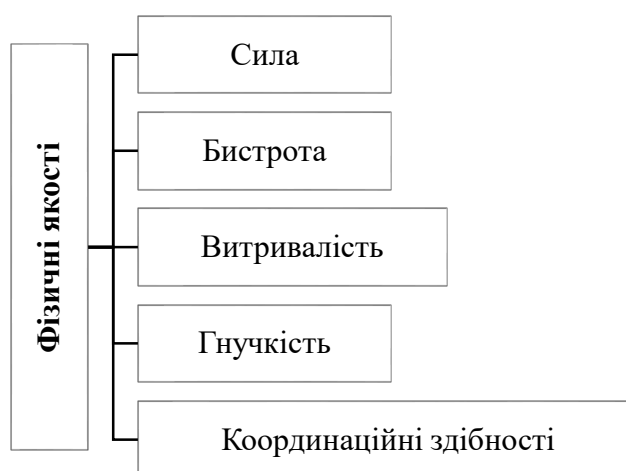 Фізичні якості
Сила
Бистрота
Витривалість
Гнучкість
Координаційні здібності